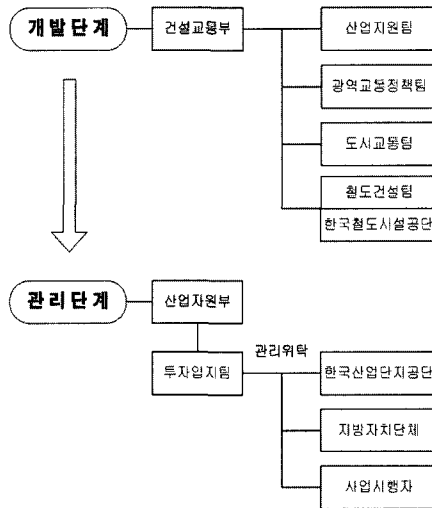 개발단계
건설교통부
산업지원팀
광역교통정책팀
도시교통팀
철도건설팀
한국철도시설공단
관리단계
산업자원부
투자입지팀
관리위탁
한국산업단지공단
지방자치단체
사업시행자